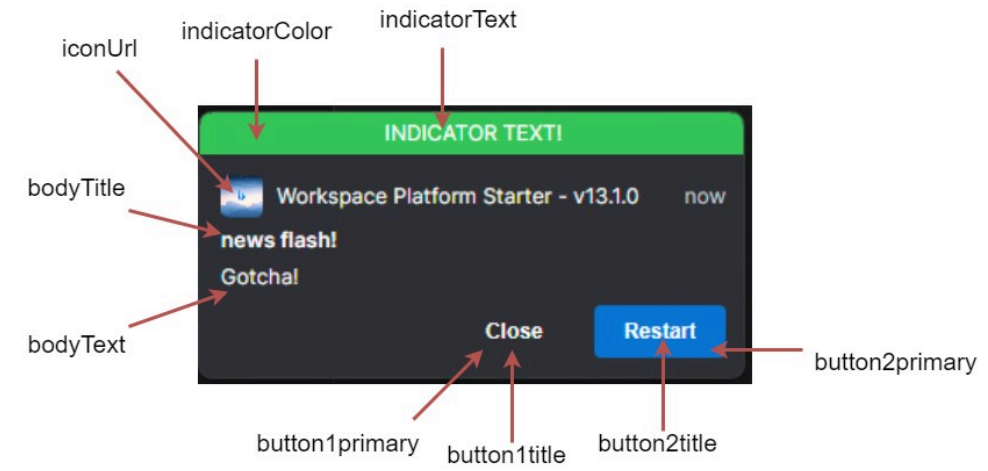 indicatorText
indicatorColor
iconUrl
INDICATOR TEXT!
bodyTitle
Workspace Platform Starter - v13.1.0 now
news flash!
Gotcha!
bodyText
Close Restart
button2primary
button1primary button1title button2title